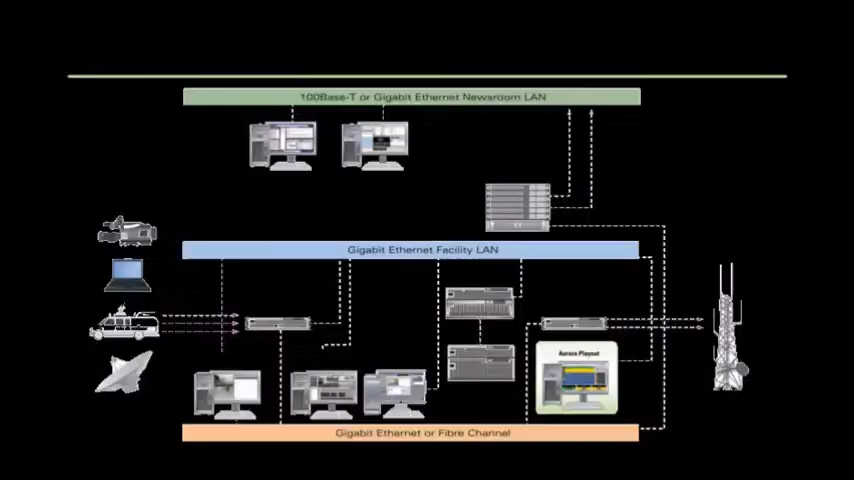 100Base-T or Gigabit Ethernet Newsroom LAN
Gigabit Ethernet Facility LAN
Aurora Playout
Gigabit Ethernet or Fibre Channel